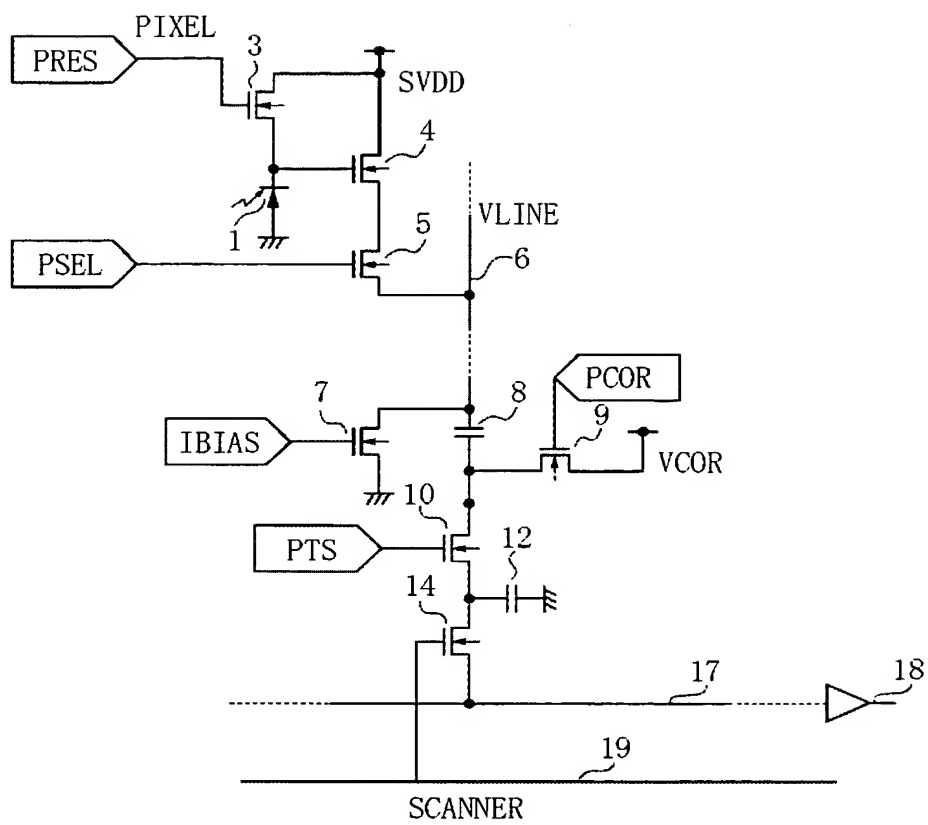 PIXEL
PRES
3
SVDD
4
1
VLINE
5
PSEL
6
PCOR
7
8
9
IBIAS
VCOR
10
PTS
12
14
17
18
19
SCANNER